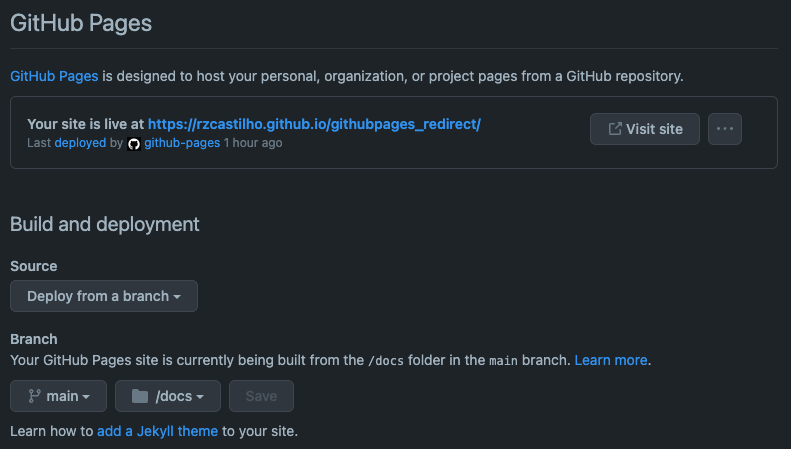 GitHub Pages
GitHub Pages is designed to host your personal, organization, or project pages from a GitHub repository.
Your site is live at https://rzcastilho.github.io/githubpages_redirect/
Last deployed by github-pages 1 hour ago
Visit site
Build and deployment
Source
Deploy from a branch
Branch
Your GitHub Pages site is currently being built from the /docs folder in the main branch. Learn more.
main /docs Save
Learn how to add a Jekyll theme to your site.